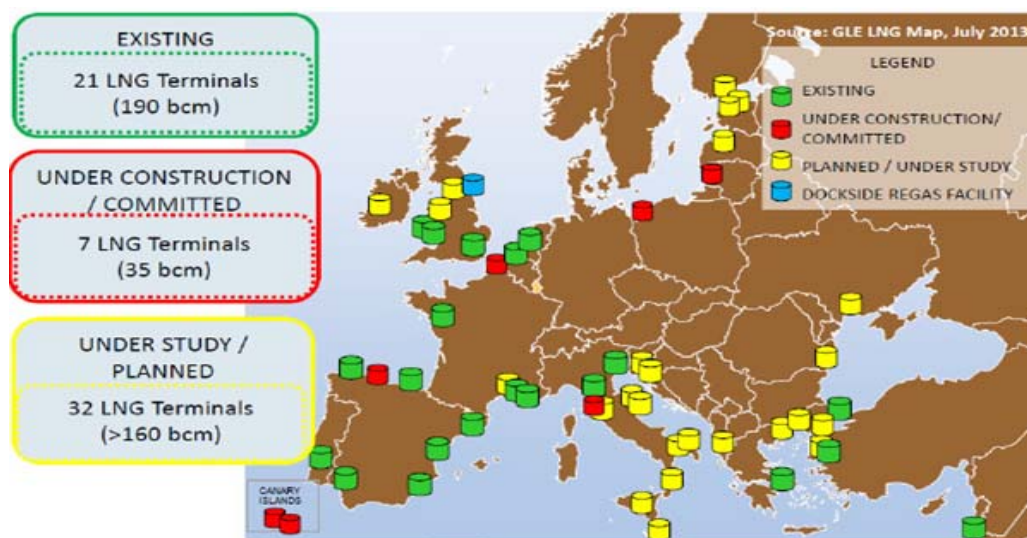 EXISTING
21 LNG Terminals
(190 bcm)
UNDER CONSTRUCTION
/ COMMITTED
7 LNG Terminals
(35 bcm)
UNDER STUDY /
PLANNED
32 LNG Terminals
(>160 bcm)
Source: GLE LNG Map, July 2013
LEGEND
EXISTING
UNDER CONSTRUCTION/
COMMITTED
PLANNED / UNDER STUDY
DOCKSIDE REGAS FACILITY
CANARY
ISLANDS